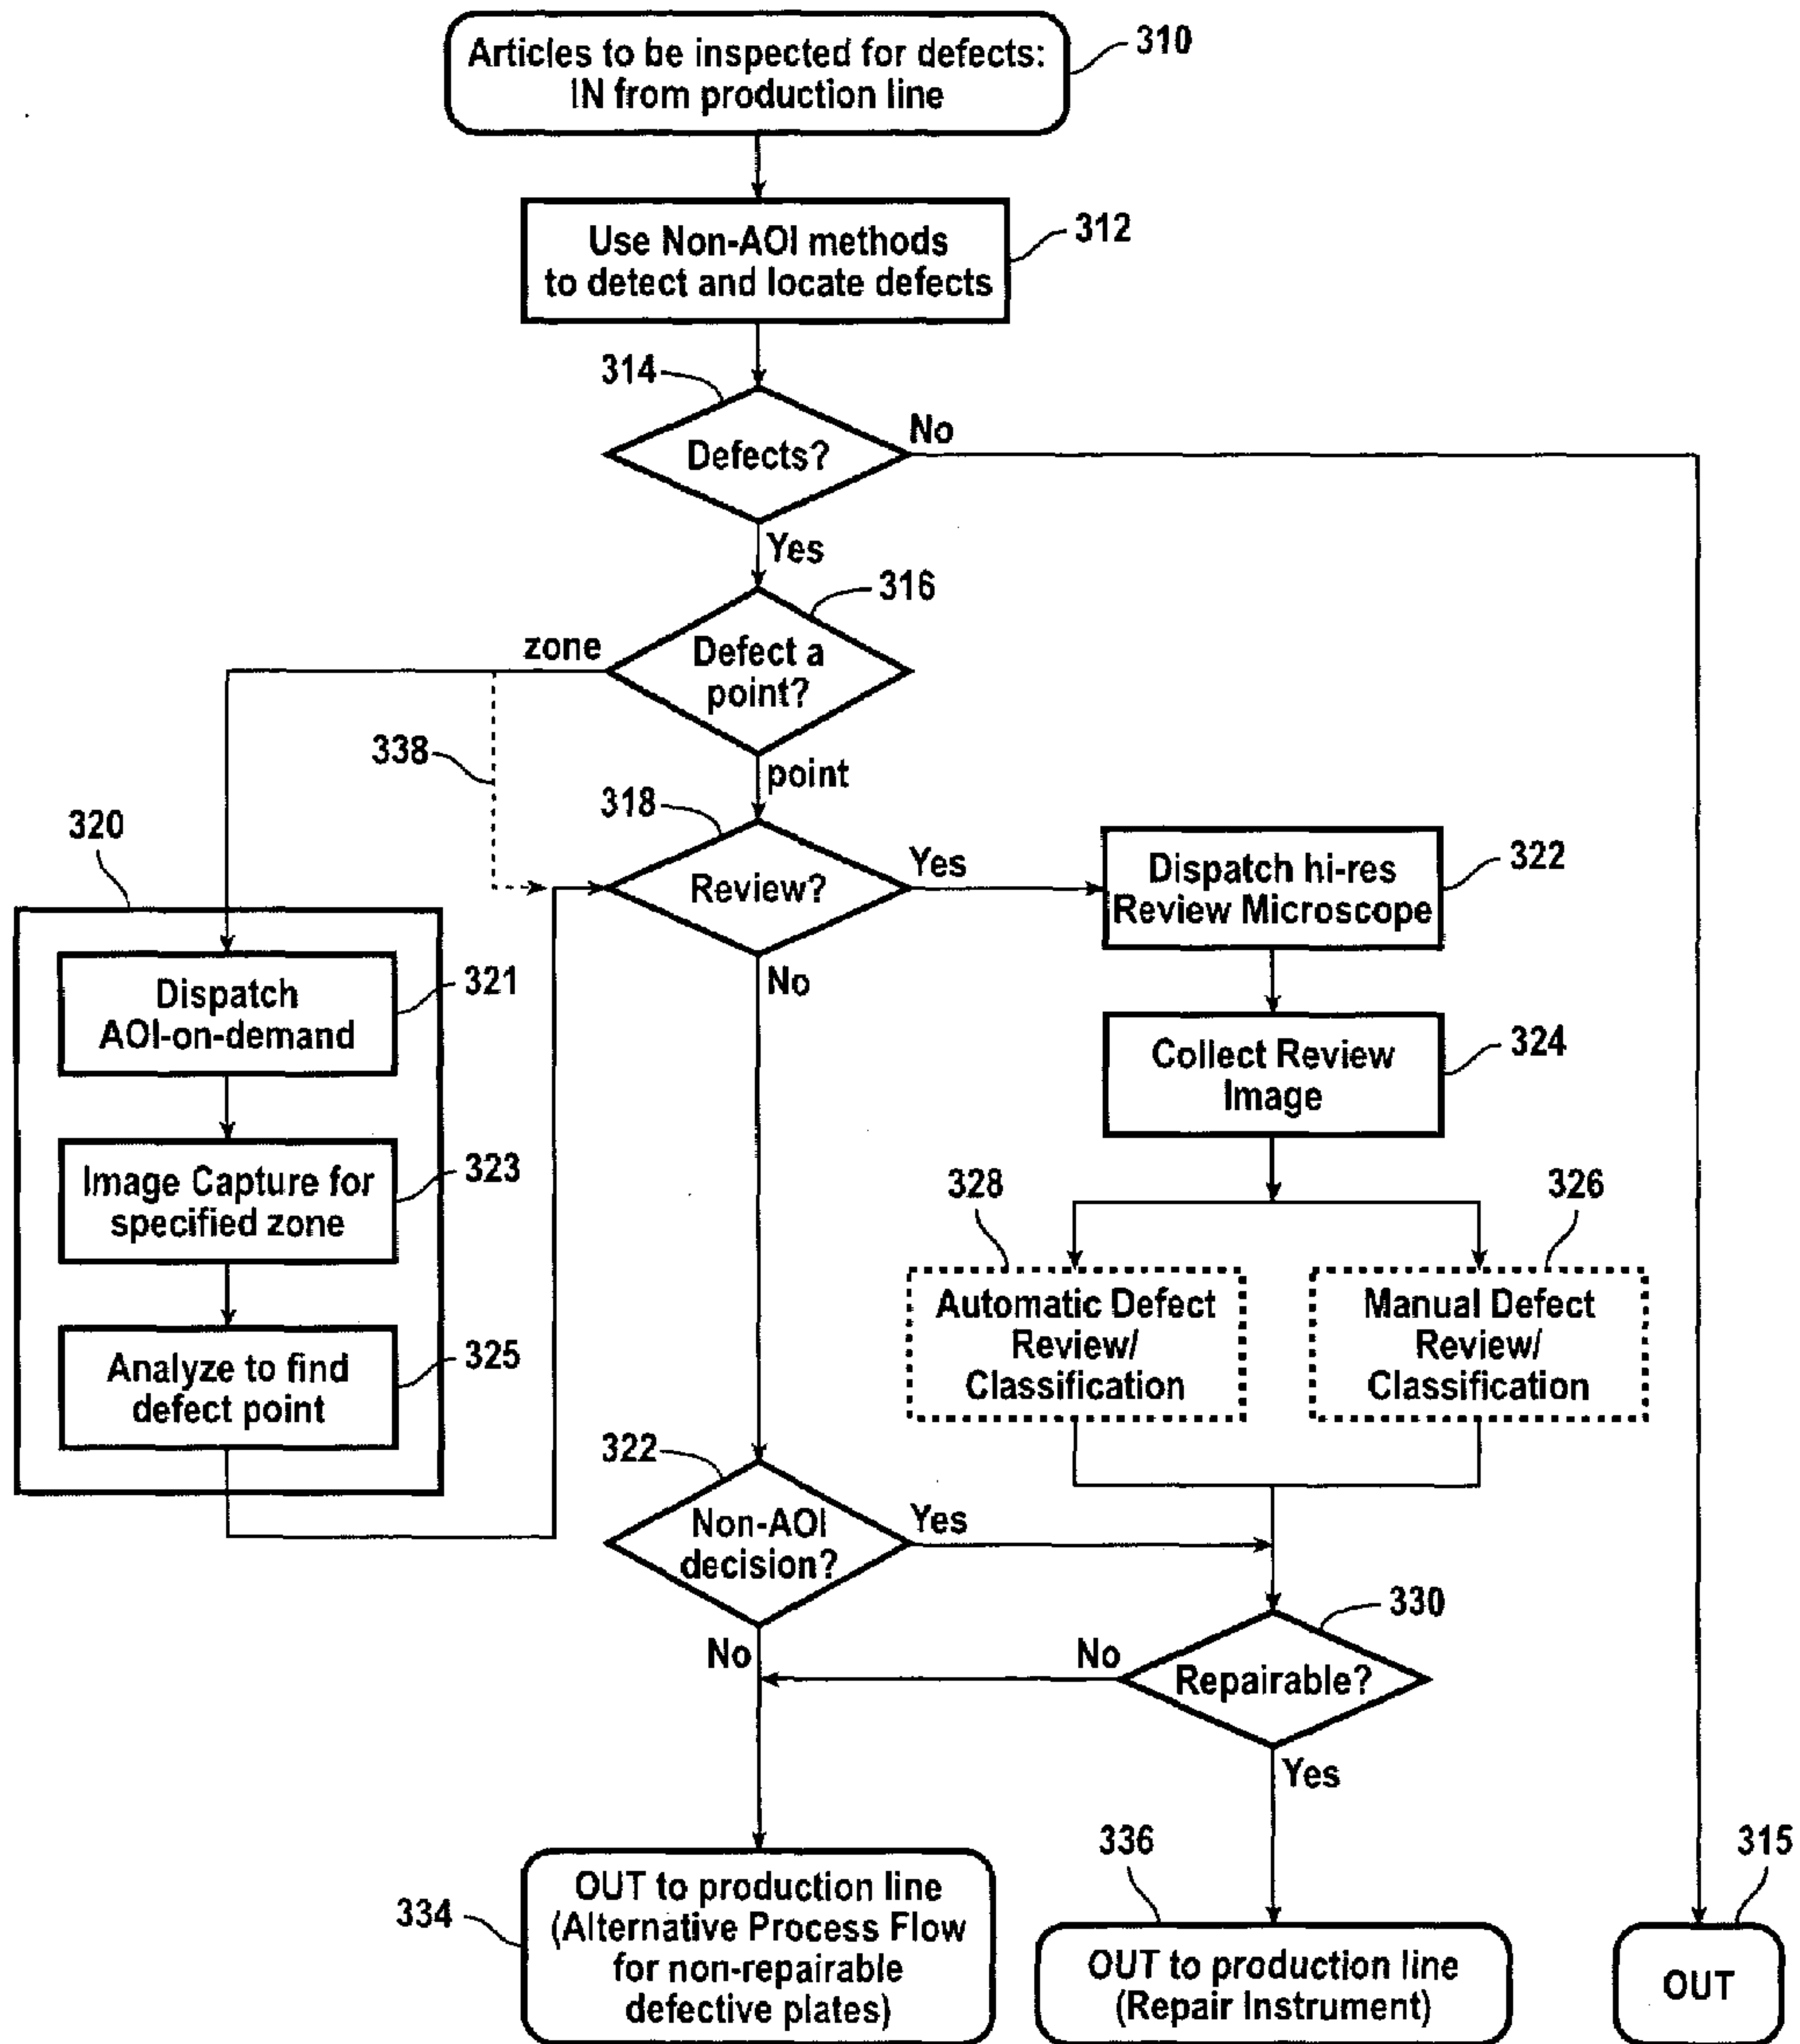 Articles to be inspected for defects:
IN from production line
310
Use Non-AOI methods
to detect and locate defects
312
314
Defects?
No
Yes
316
zone
Defect a
point?
338
point
318
320
Review?
Yes
Dispatch hi-res
Review Microscope
322
No
Dispatch
AOI-on-demand
321
Collect Review
Image
324
Image Capture for
specified zone
323
328
326
Automatic Defect
Review/
Classification
Manual Defect
Review/
Classification
Analyze to find
defect point
325
322
Non-AOI
decision?
Yes
330
No
No
Repairable?
Yes
334
OUT to production line
(Alternative Process Flow
for non-repairable
defective plates)
336
OUT to production line
(Repair Instrument)
315
OUT